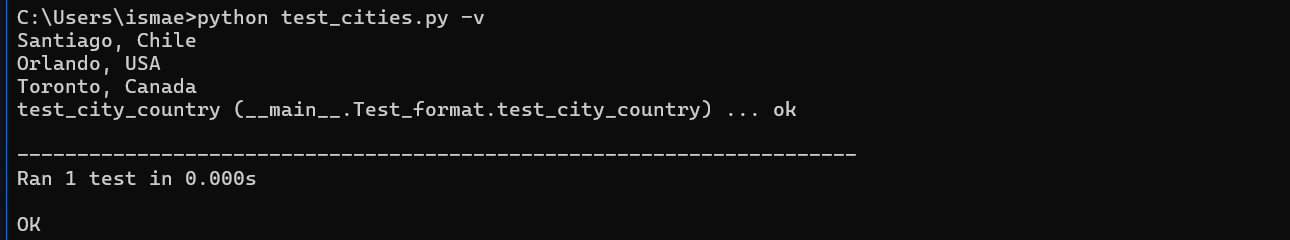 C:\Users\ismae>python test_cities.py -v
Santiago, Chile
Orlando, USA
Toronto, Canada
test_city_country (__main__.Test_format.test_city_country) ... ok
----------------------------------------------------------------------
Ran 1 test in 0.000s
OK